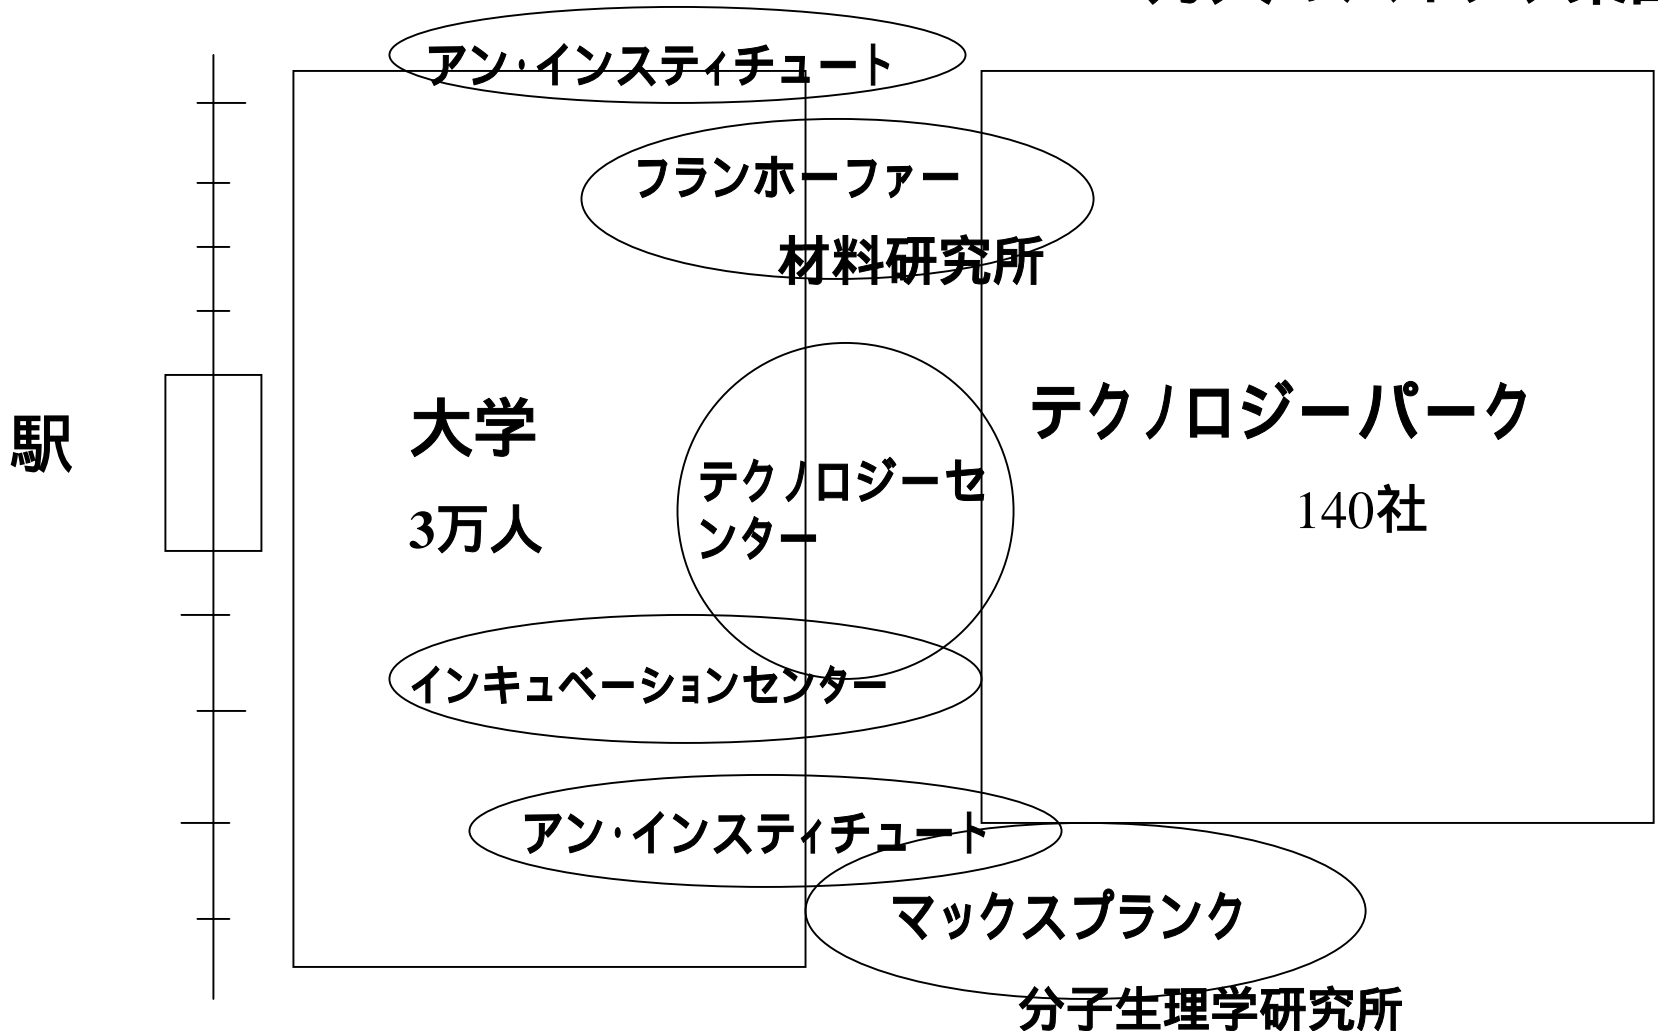 アン・インスティチュート
フランホーファー
材料研究所
駅
大学
3万人
テクノロジーセ
ンター
テクノロジーパーク
140社
インキュベーションセンター
アン・インスティチュート
マックスプランク
分子生理学研究所